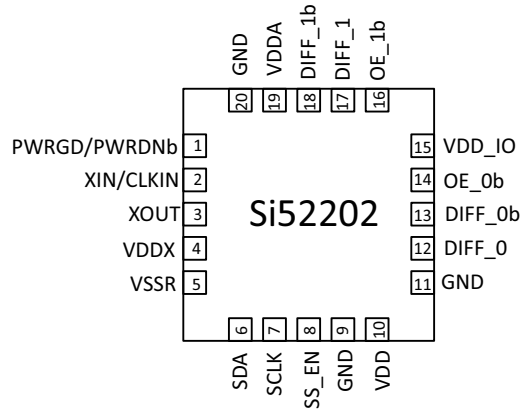 GND
VDDA
DIFF_1b
DIFF_1
OE_1b
20
19
18
17
16
PWRGD/PWRDNb 1
XIN/CLKIN 2
XOUT 3
VDDX 4
VSSR 5
Si52202
15 VDD_IO
14 OE_0b
13 DIFF_0b
12 DIFF_0
11 GND
6
7
8
9
10
SDA
SCLK
SS_EN
GND
VDD